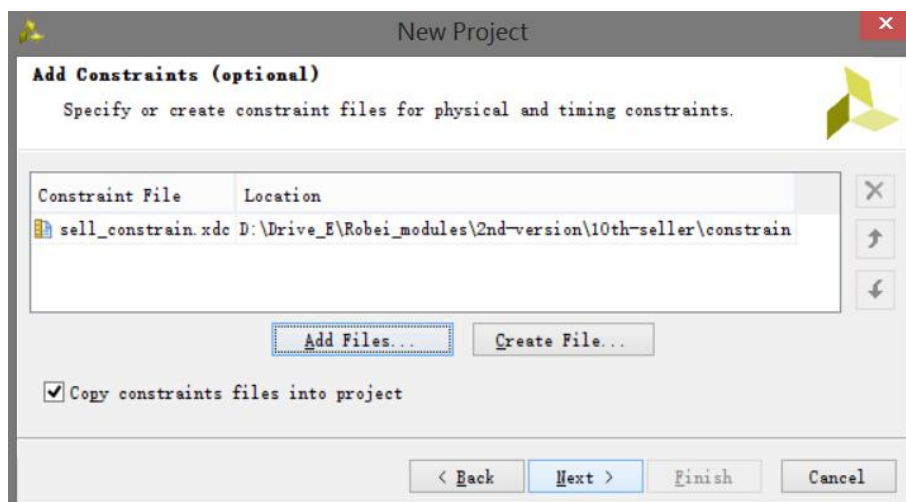 New Project
Add Constraints (optional)
Specify or create constraint files for physical and timing constraints.
Constraint File Location
sell_constrain.xdc D:\Drive_E\Robei_modules\2nd-version\10th-seller\constrain
Add Files... Create File...
Copy constraints files into project
< Back Next > Finish Cancel